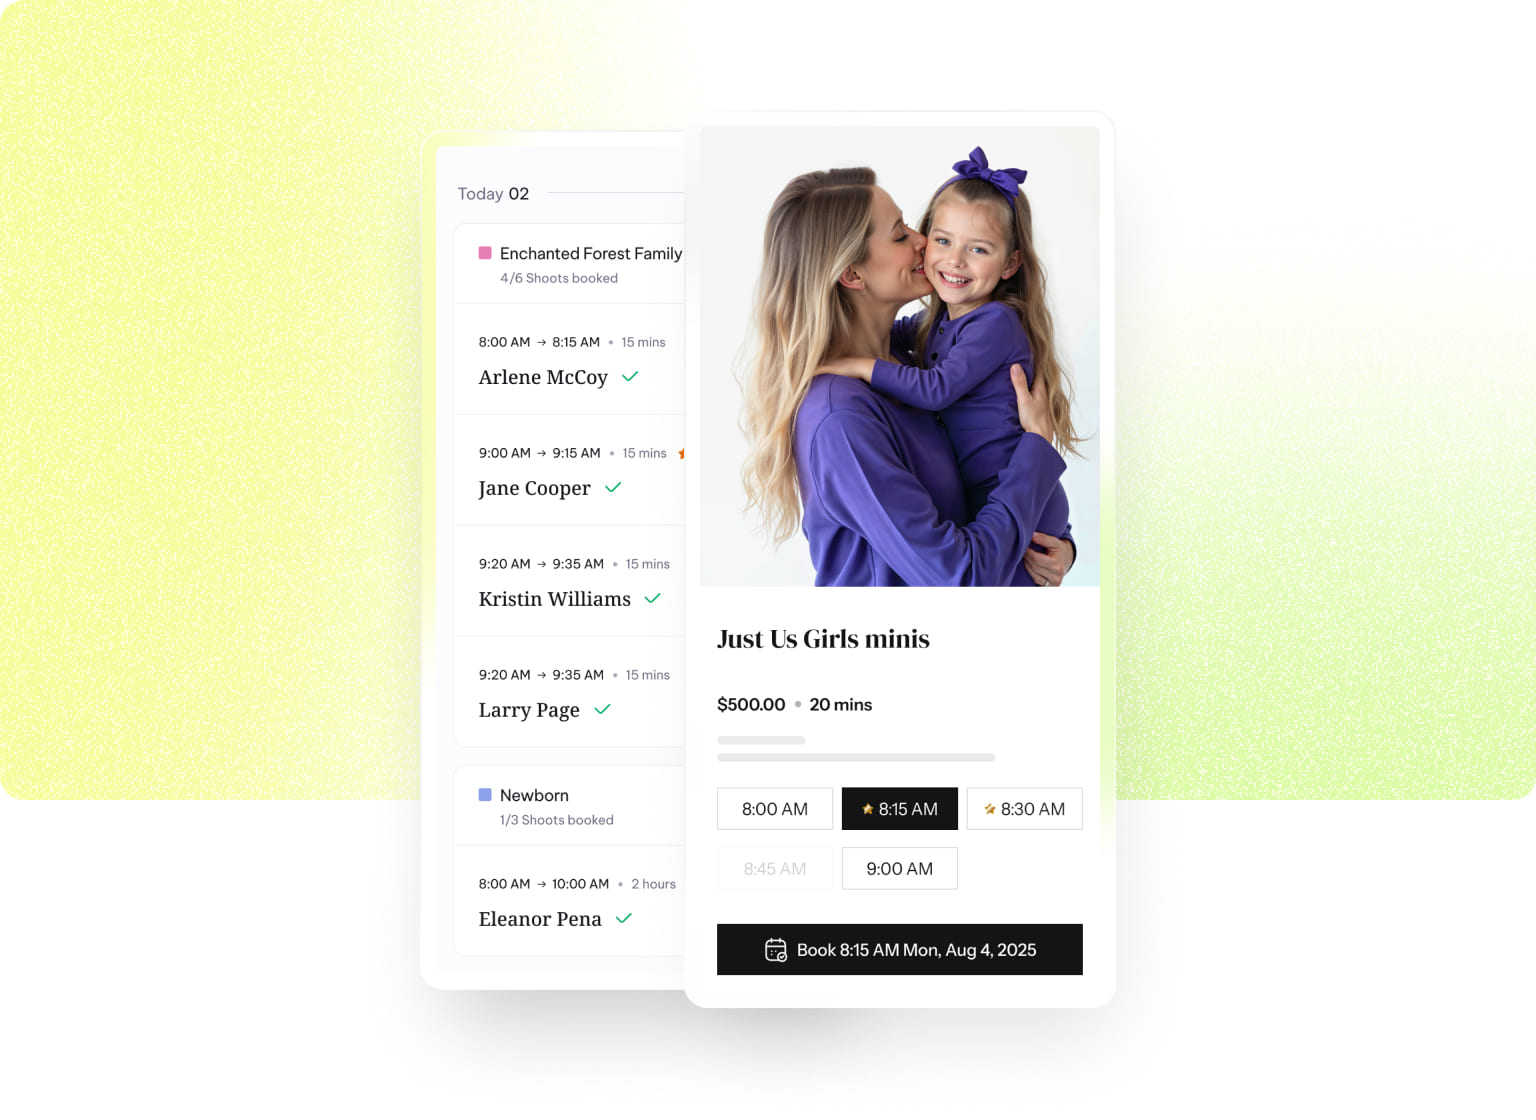 Today 02
Enchanted Forest Family
4/6 Shoots booked
8:00 AM → 8:15 AM • 15 mins
Arlene McCoy
9:00 AM → 9:15 AM • 15 mins
Jane Cooper
9:20 AM → 9:35 AM • 15 mins
Kristin Williams
9:20 AM → 9:35 AM • 15 mins
Larry Page
Newborn
1/3 Shoots booked
8:00 AM → 10:00 AM • 2 hours
Eleanor Pena
Just Us Girls minis
$500.00 • 20 mins
8:00 AM
8:15 AM
8:30 AM
8:45 AM
9:00 AM
Book 8:15 AM Mon, Aug 4, 2025